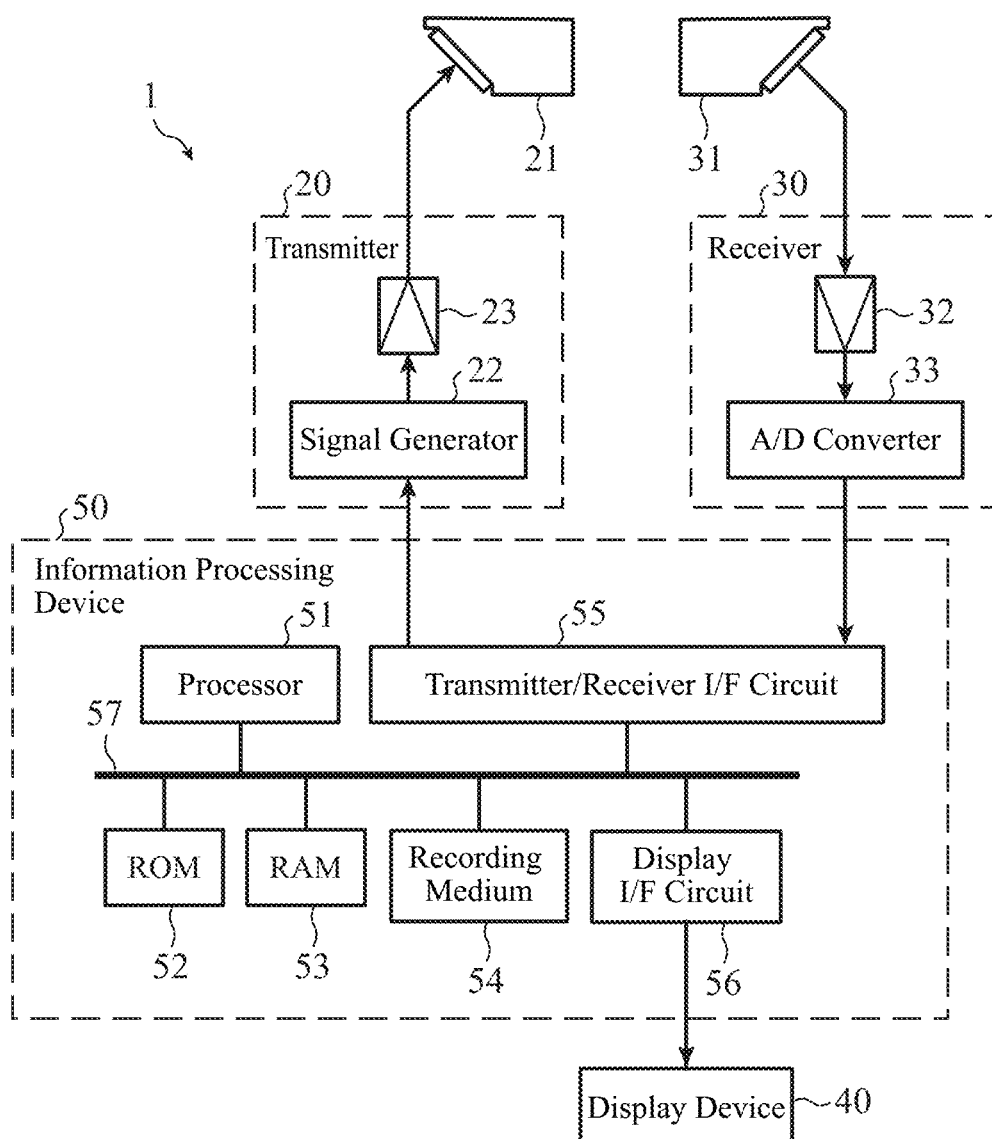 1
21
31
20
30
Transmitter
Receiver
23
32
22
33
Signal Generator
A/D Converter
50
Information Processing
Device
51
55
Processor
Transmitter/Receiver I/F Circuit
57
ROM
RAM
Recording
Medium
Display
I/F Circuit
52
53
54
56
Display Device
40